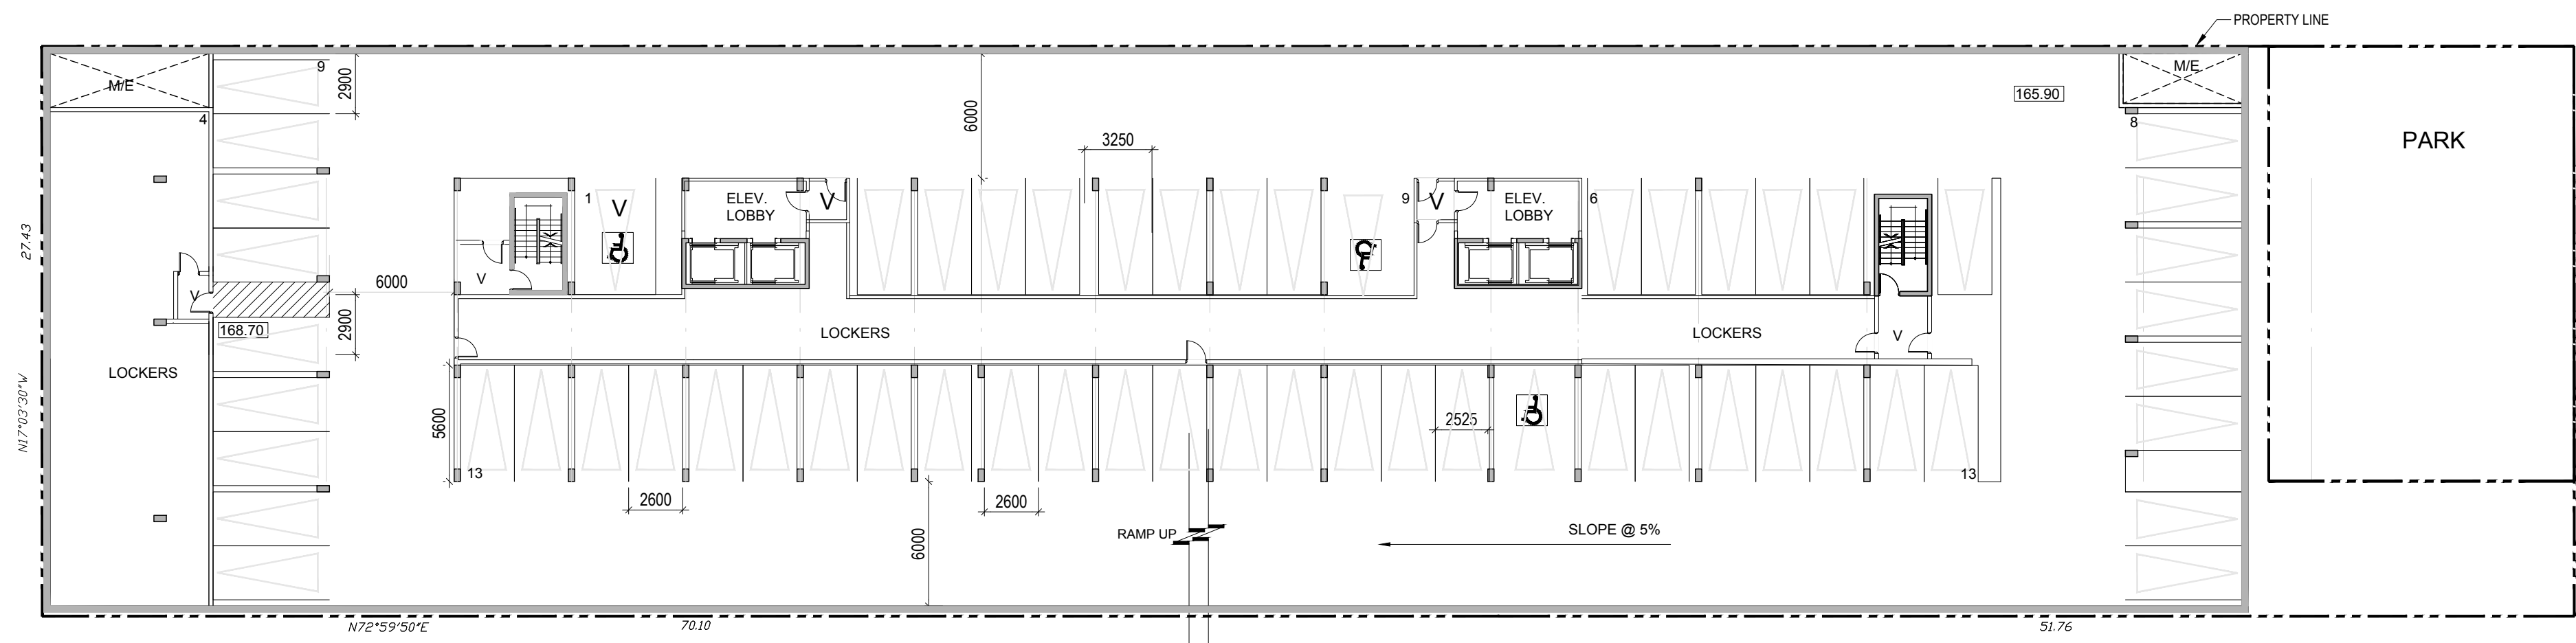 PROPERTY LINE
M/E
9
2900
M/E
165.90
4
6000
8
3250
PARK
1
V
ELEV.
LOBBY
V
9
V
ELEV.
LOBBY
6
27.43
V
6000
V
168.70
2900
LOCKERS
LOCKERS
V
LOCKERS
N17°03'30"W
5600
2525
13
13
2600
2600
6000
RAMP UP
SLOPE @ 5%
N72°59'50"E
70.10
51.76